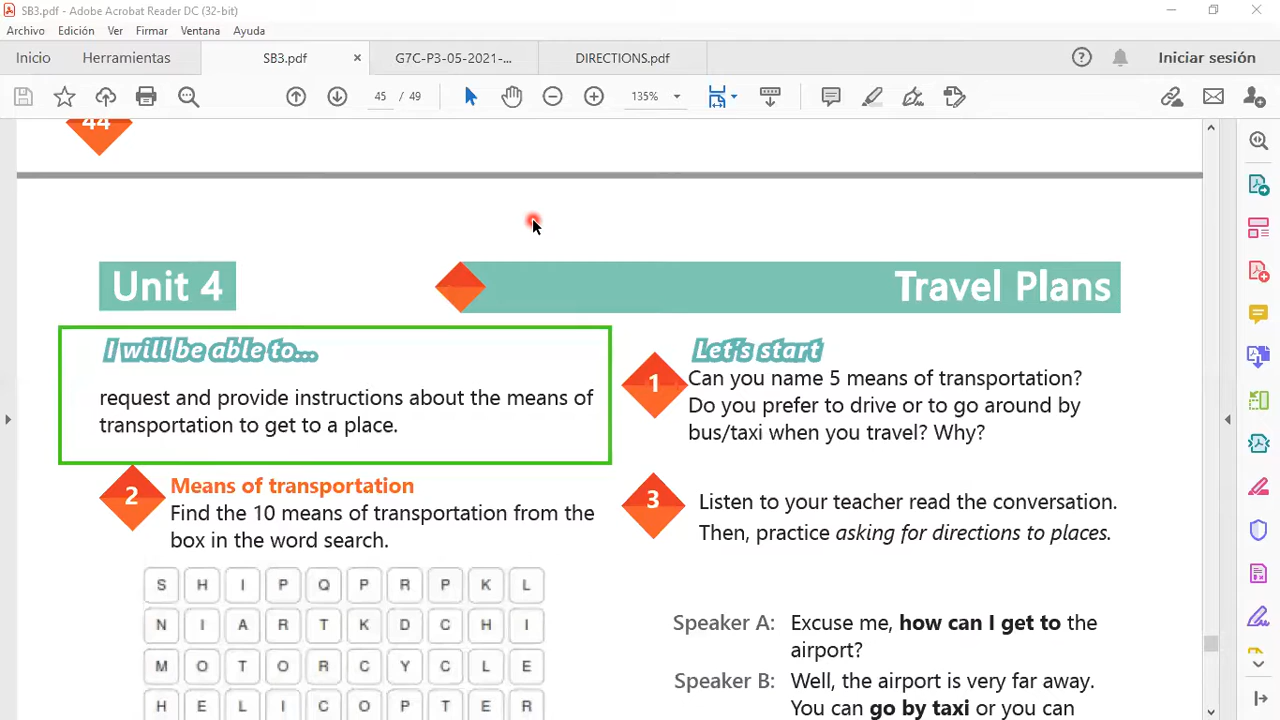 SB3.pdf - Adobe Acrobat Reader DC (32-bit)
Archivo Edición Ver Firmar Ventana Ayuda
Inicio Herramientas SB3.pdf × G7C-P3-05-2021-... DIRECTIONS.pdf Iniciar sesión
45 / 49 135%
44
Unit 4 Travel Plans
I will be able to...
request and provide instructions about the means of
transportation to get to a place.
Let's start
1 Can you name 5 means of transportation?
Do you prefer to drive or to go around by
bus/taxi when you travel? Why?
2 Means of transportation
Find the 10 means of transportation from the
box in the word search.
S H I P Q P R P K L
N I A R T K D C H I
M O T O R C Y C L E
H E L I C O P T E R
3 Listen to your teacher read the conversation.
Then, practice asking for directions to places.
Speaker A: Excuse me, how can I get to the
airport?
Speaker B: Well, the airport is very far away.
You can go by taxi or you can